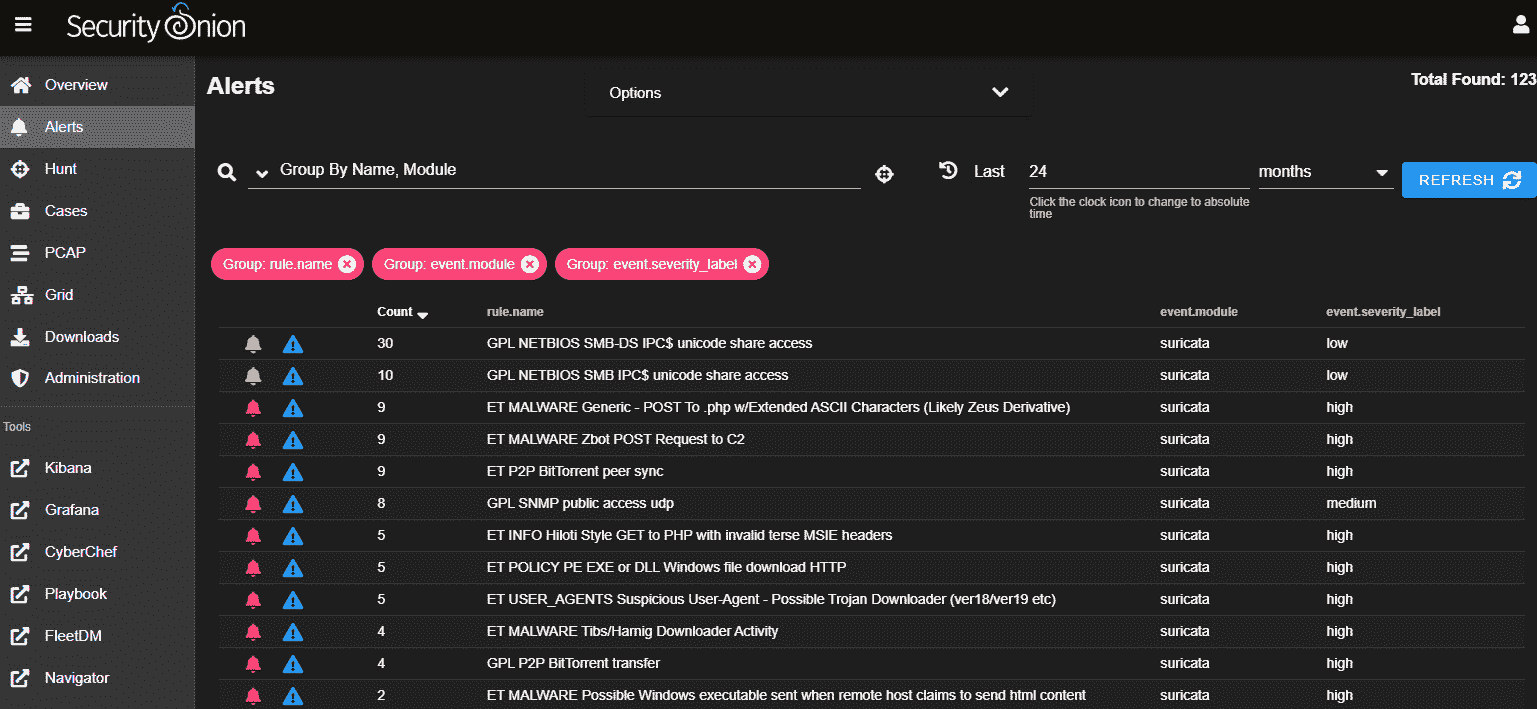 Security Onion
Overview
Alerts
Hunt
Cases
PCAP
Grid
Downloads
Administration
Tools
Kibana
Grafana
CyberChef
Playbook
FleetDM
Navigator
Alerts
Options
Total Found: 123
Group By Name, Module
Last 24 months
REFRESH
Click the clock icon to change to absolute
time
Group: rule.name Group: event.module Group: event.severity_label
Count rule.name event.module event.severity_label
30 GPL NETBIOS SMB-DS IPC$ unicode share access suricata low
10 GPL NETBIOS SMB IPC$ unicode share access suricata low
9 ET MALWARE Generic - POST To .php w/Extended ASCII Characters (Likely Zeus Derivative) suricata high
9 ET MALWARE Zbot POST Request to C2 suricata high
9 ET P2P BitTorrent peer sync suricata high
8 GPL SNMP public access udp suricata medium
5 ET INFO Hiloti Style GET to PHP with invalid terse MSIE headers suricata high
5 ET POLICY PE EXE or DLL Windows file download HTTP suricata high
5 ET USER_AGENTS Suspicious User-Agent - Possible Trojan Downloader (ver18/ver19 etc) suricata high
4 ET MALWARE Tibs/Harnig Downloader Activity suricata high
4 GPL P2P BitTorrent transfer suricata high
2 ET MALWARE Possible Windows executable sent when remote host claims to send html content suricata high